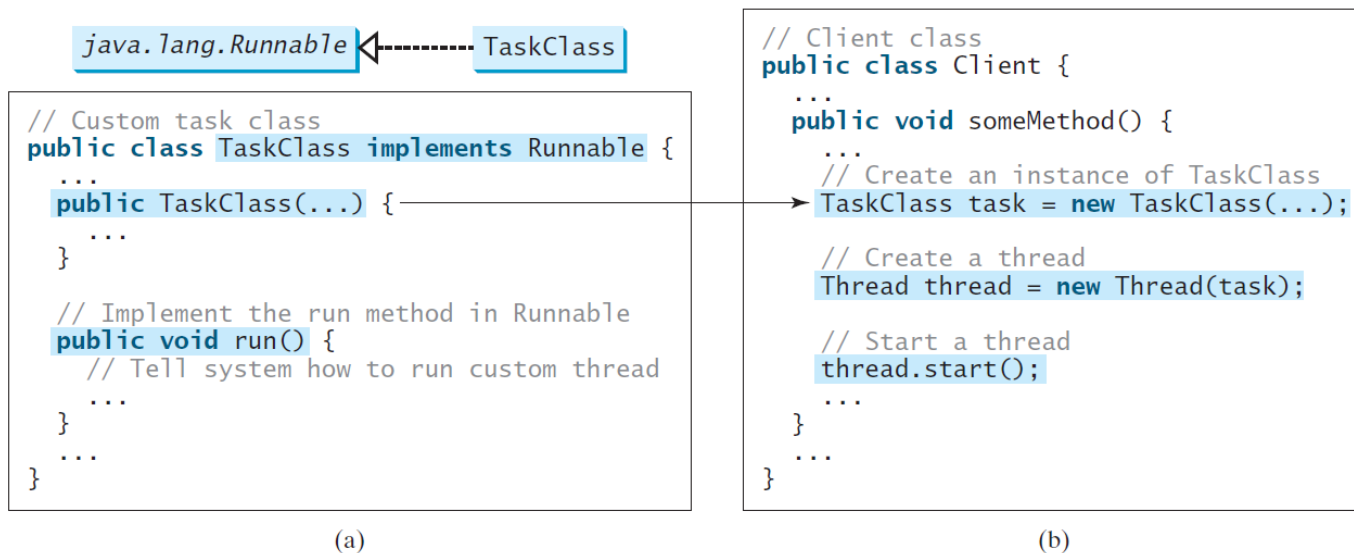 java.lang.Runnable
TaskClass
// Custom task class
public class TaskClass implements Runnable {
  ...
  public TaskClass(...) {
    ...
  }

  // Implement the run method in Runnable
  public void run() {
    // Tell system how to run custom thread
    ...
  }
  ...
}
(a)
// Client class
public class Client {
  ...
  public void someMethod() {
    ...
    // Create an instance of TaskClass
    TaskClass task = new TaskClass(...);

    // Create a thread
    Thread thread = new Thread(task);

    // Start a thread
    thread.start();
    ...
  }
  ...
}
(b)